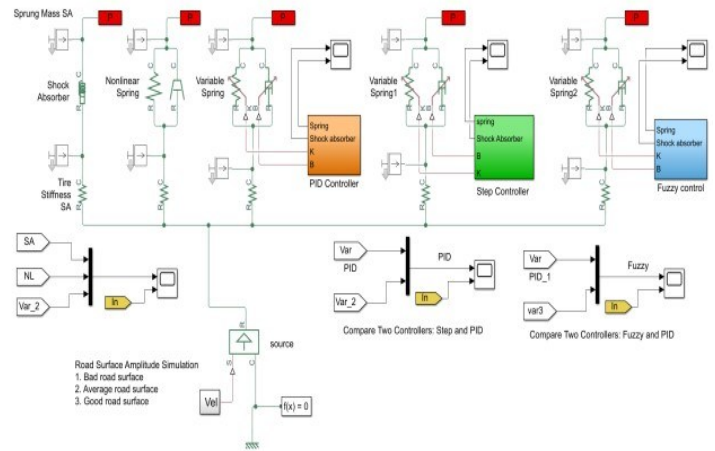 Sprung Mass SA
P
P
P
P
P
Shock Absorber
Nonlinear Spring
Variable Spring
Variable Spring1
Variable Spring2
C
R
C
R
C
R
K
B
C
R
K
B
C
R
K
B
Spring
Shock absorber
K
B
PID Controller
spring
Shock Absorber
B
K
Step Controller
Spring
Shock absorber
K
B
Fuzzy control
Tire Stiffness SA
SA
NL
Var_2
In
Var
PID
Var_2
PID
In
Compare Two Controllers: Step and PID
Var
PID_1
var3
Fuzzy
In
Compare Two Controllers: Fuzzy and PID
R
S
C
source
Road Surface Amplitude Simulation
1. Bad road surface
2. Average road surface
3. Good road surface
Vel
f(x) = 0